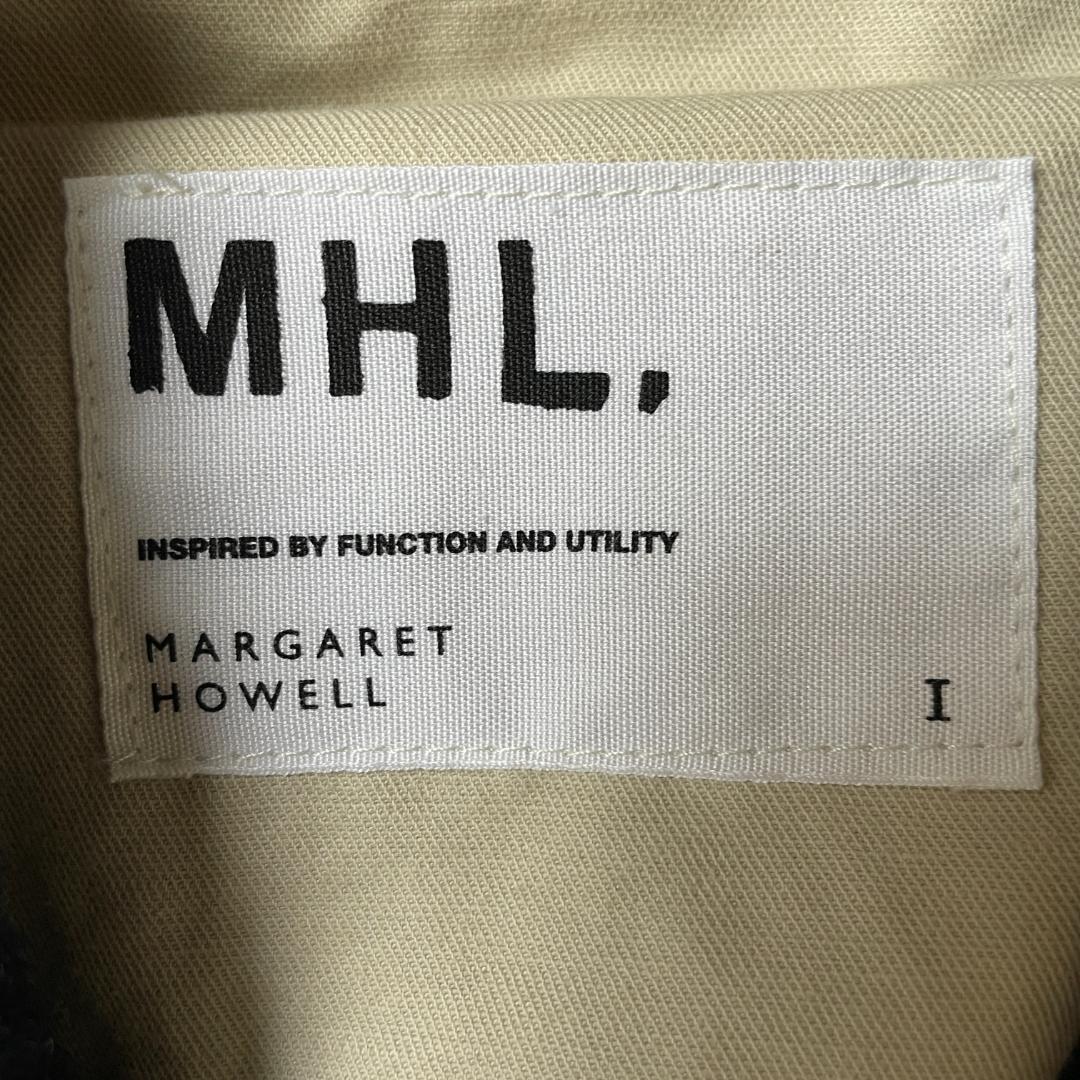 MHL.
INSPIRED BY FUNCTION AND UTILITY
MARGARET
HOWELL
I